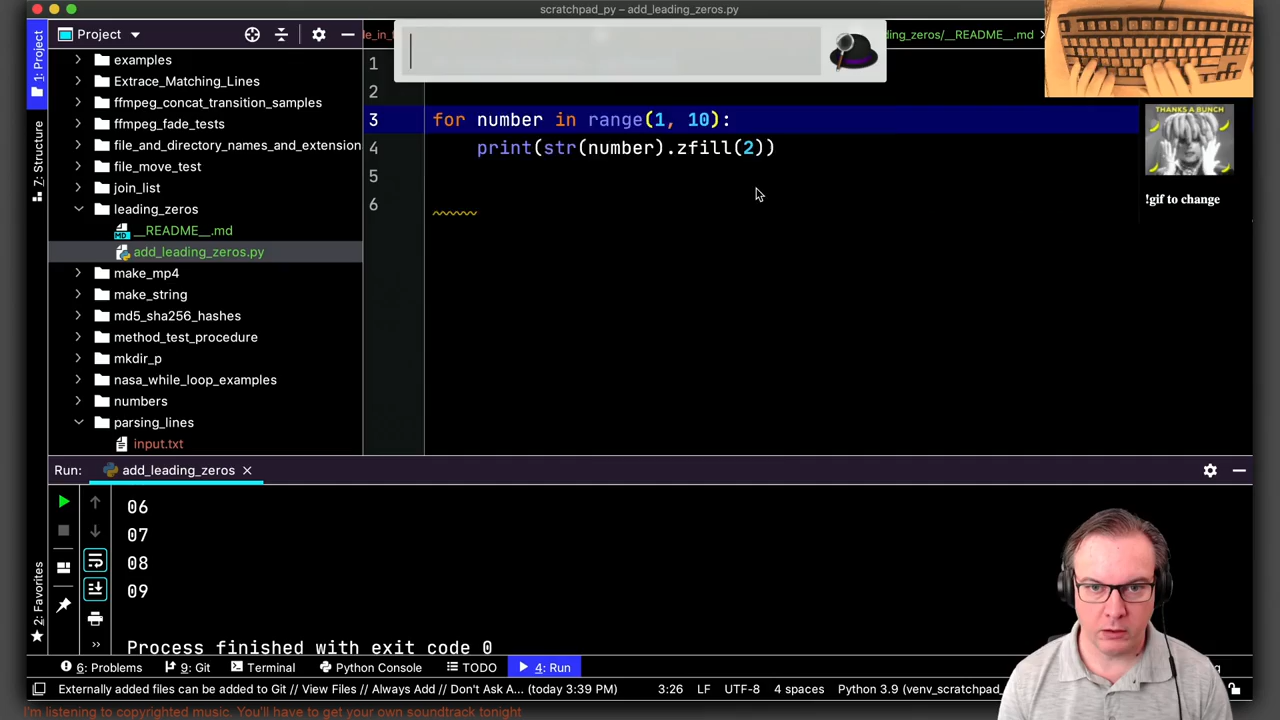 scratchpad_py – add_leading_zeros.py
Project
ding_zeros/__README__.md
1: Project
7: Structure
2: Favorites
examples
Extrace_Matching_Lines
ffmpeg_concat_transition_samples
ffmpeg_fade_tests
file_and_directory_names_and_extension
file_move_test
join_list
leading_zeros
__README__.md
add_leading_zeros.py
make_mp4
make_string
md5_sha256_hashes
method_test_procedure
mkdir_p
nasa_while_loop_examples
numbers
parsing_lines
input.txt
1
2
3 for number in range(1, 10):
4 print(str(number).zfill(2))
5
6
THANKS A BUNCH
!gif to change
Run: add_leading_zeros
06
07
08
09
Process finished with exit code 0
6: Problems 9: Git Terminal Python Console TODO 4: Run
Externally added files can be added to Git // View Files // Always Add // Don't Ask A... (today 3:39 PM) 3:26 LF UTF-8 4 spaces Python 3.9 (venv_scratchpad_
I'm listening to copyrighted music. You'll have to get your own soundtrack tonight